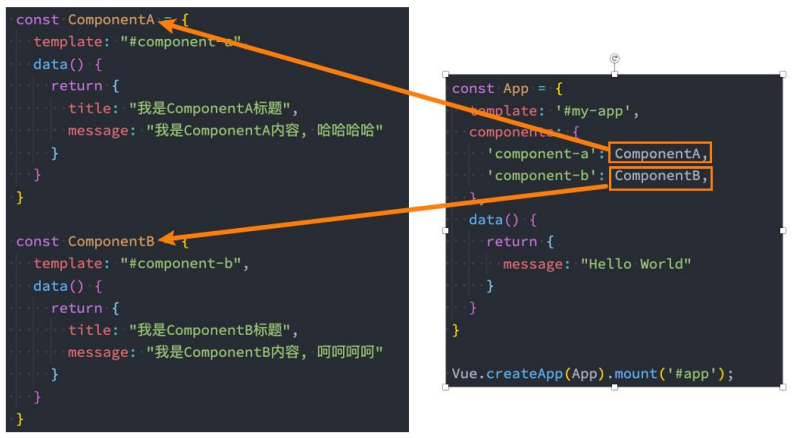 const ComponentA = {
  template: "#component-a",
  data() {
    return {
      title: "我是ComponentA标题",
      message: "我是ComponentA内容, 哈哈哈哈"
    }
  }
}
const ComponentB = {
  template: "#component-b",
  data() {
    return {
      title: "我是ComponentB标题",
      message: "我是ComponentB内容, 呵呵呵呵"
    }
  }
}
const App = {
  template: '#my-app',
  components: {
    'component-a': ComponentA,
    'component-b': ComponentB,
  },
  data() {
    return {
      message: "Hello World"
    }
  }
}
Vue.createApp(App).mount('#app');